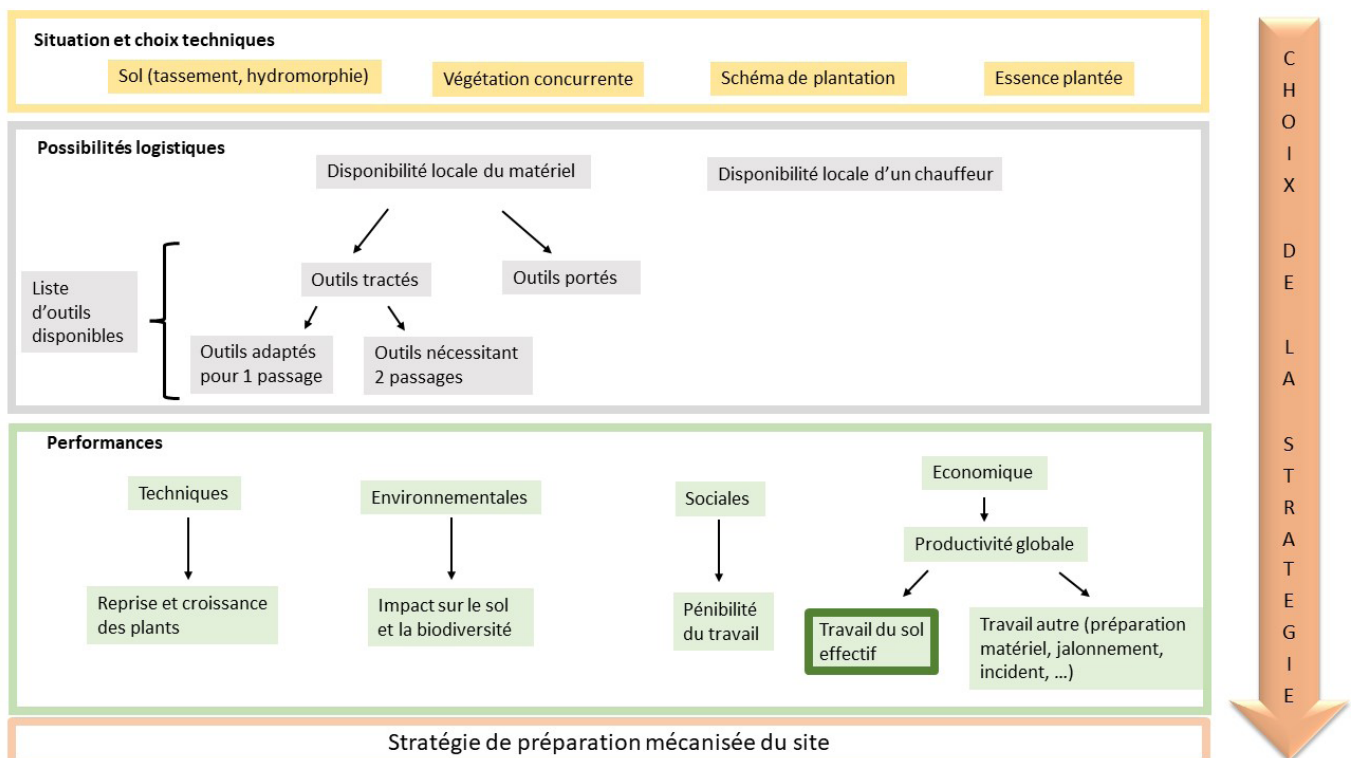 Situation et choix techniques
Sol (tassement, hydromorphie)
Végétation concurrente
Schéma de plantation
Essence plantée
Possibilités logistiques
Disponibilité locale du matériel
Disponibilité locale d'un chauffeur
Liste
d'outils
disponibles
Outils tractés
Outils portés
Outils adaptés
pour 1 passage
Outils nécessitant
2 passages
Performances
Techniques
Environnementales
Sociales
Economique
Productivité globale
Reprise et croissance
des plants
Impact sur le sol
et la biodiversité
Pénibilité
du travail
Travail du sol
effectif
Travail autre (préparation
matériel, jalonnement,
incident, ...)
Stratégie de préparation mécanisée du site
CHOIX DE LA STRATEGIE